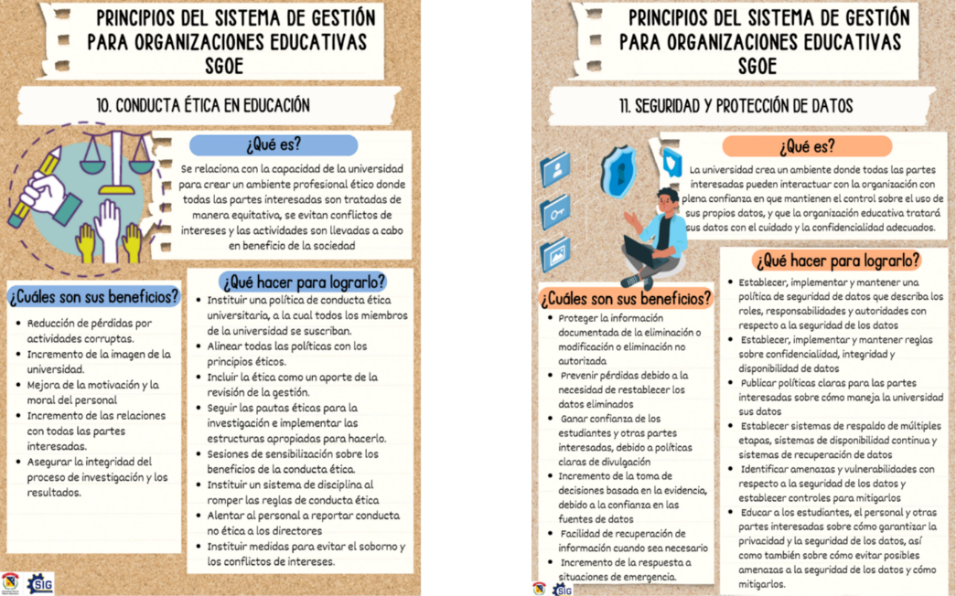 PRINCIPIOS DEL SISTEMA DE GESTIÓN
PARA ORGANIZACIONES EDUCATIVAS
SGOE
10. CONDUCTA ÉTICA EN EDUCACIÓN
¿Qué es?
Se relaciona con la capacidad de la universidad
para crear un ambiente profesional ético donde
todas las partes interesadas son tratadas de
manera equitativa, se evitan conflictos de
intereses y las actividades son llevadas a cabo
en beneficio de la sociedad
¿Cuáles son sus beneficios?
• Reducción de pérdidas por
actividades corruptas.
• Incremento de la imagen de la
universidad.
• Mejora de la motivación y la
moral del personal
• Incremento de las relaciones
con todas las partes
interesadas.
• Asegurar la integridad del
proceso de investigación y los
resultados.
¿Qué hacer para lograrlo?
• Instituir una política de conducta ética
universitaria, a la cual todos los miembros
de la universidad se suscriban.
• Alinear todas las políticas con los
principios éticos.
• Incluir la ética como un aporte de la
revisión de la gestión.
• Seguir las pautas éticas para la
investigación e implementar las
estructuras apropiadas para hacerlo.
• Sesiones de sensibilización sobre los
beneficios de la conducta ética.
• Instituir un sistema de disciplina al
romper las reglas de conducta ética
• Alentar al personal a reportar conducta
no ética a los directores
• Instituir medidas para evitar el soborno y
los conflictos de intereses.
SIG
PRINCIPIOS DEL SISTEMA DE GESTIÓN
PARA ORGANIZACIONES EDUCATIVAS
SGOE
11. SEGURIDAD Y PROTECCIÓN DE DATOS
¿Qué es?
La universidad crea un ambiente donde todas las partes
interesadas pueden interactuar con la organización con
plena confianza en que mantienen el control sobre el uso de
sus propios datos, y que la organización educativa tratará
sus datos con el cuidado y la confidencialidad adecuados.
¿Cuáles son sus beneficios?
• Proteger la información
documentada de la eliminación o
modificación o eliminación no
autorizada
• Prevenir pérdidas debido a la
necesidad de restablecer los
datos eliminados
• Ganar confianza de los
estudiantes y otras partes
interesadas, debido a políticas
claras de divulgación
• Incremento de la toma de
decisiones basada en la evidencia,
debido a la confianza en las
fuentes de datos
• Facilidad de recuperación de
información cuando sea necesario
• Incremento de la respuesta a
situaciones de emergencia.
¿Qué hacer para lograrlo?
• Establecer, implementar y mantener una
política de seguridad de datos que describa los
roles, responsabilidades y autoridades con
respecto a la seguridad de los datos
• Establecer, implementar y mantener reglas
sobre confidencialidad, integridad y
disponibilidad de datos
• Publicar políticas claras para las partes
interesadas sobre cómo maneja la universidad
sus datos
• Establecer sistemas de respaldo de múltiples
etapas, sistemas de disponibilidad continua y
sistemas de recuperación de datos
• Identificar amenazas y vulnerabilidades con
respecto a la seguridad de los datos y
establecer controles para mitigarlos
• Educar a los estudiantes, el personal y otras
partes interesadas sobre cómo garantizar la
privacidad y la seguridad de los datos, así
como también sobre cómo evitar posibles
amenazas a la seguridad de los datos y cómo
mitigarlos.
SIG